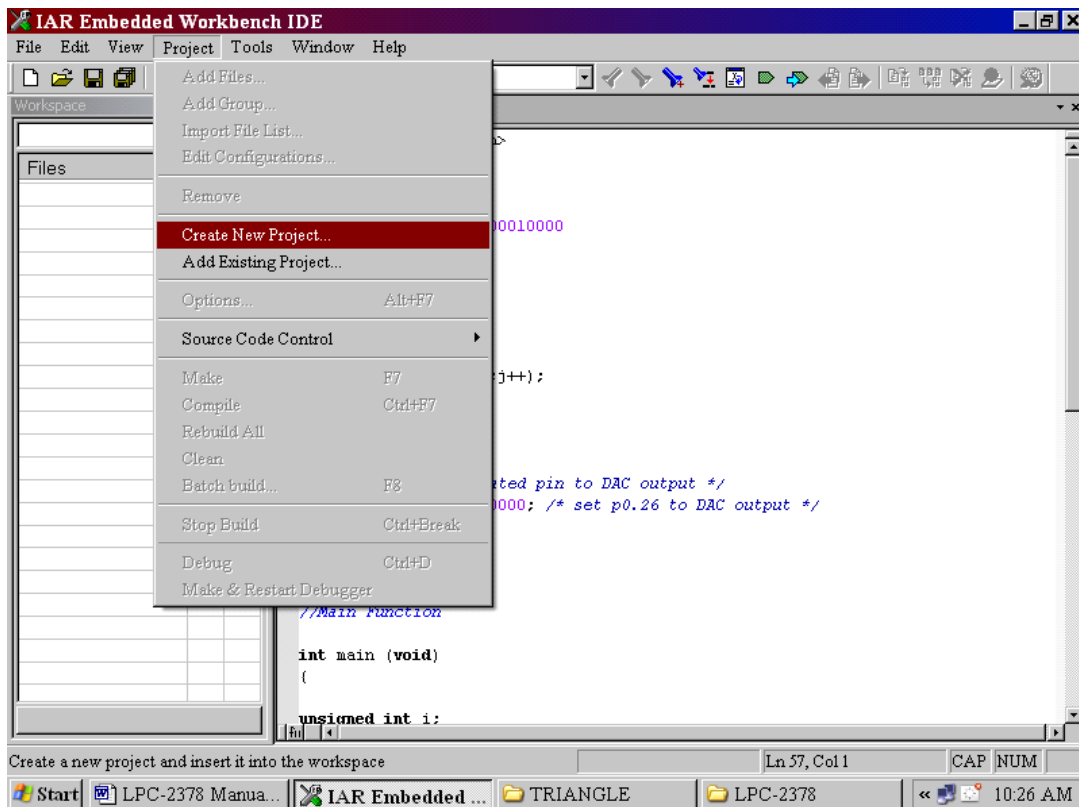 IAR Embedded Workbench IDE
File Edit View Project Tools Window Help
Workspace
Files
Add Files...
Add Group...
Import File List...
Edit Configurations...
Remove
Create New Project...
Add Existing Project...
Options... Alt+F7
Source Code Control
Make F7
Compile Ctrl+F7
Rebuild All
Clean
Batch build... F8
Stop Build Ctrl+Break
Debug Ctrl+D
Make & Restart Debugger
>
00010000
j++);
ted pin to DAC output */
0000; /* set p0.26 to DAC output */
//Main Function
int main (void)
{
unsigned int i;
Create a new project and insert it into the workspace
Ln 57, Col 1
CAP NUM
Start LPC-2378 Manua... IAR Embedded ... TRIANGLE LPC-2378 « 10:26 AM